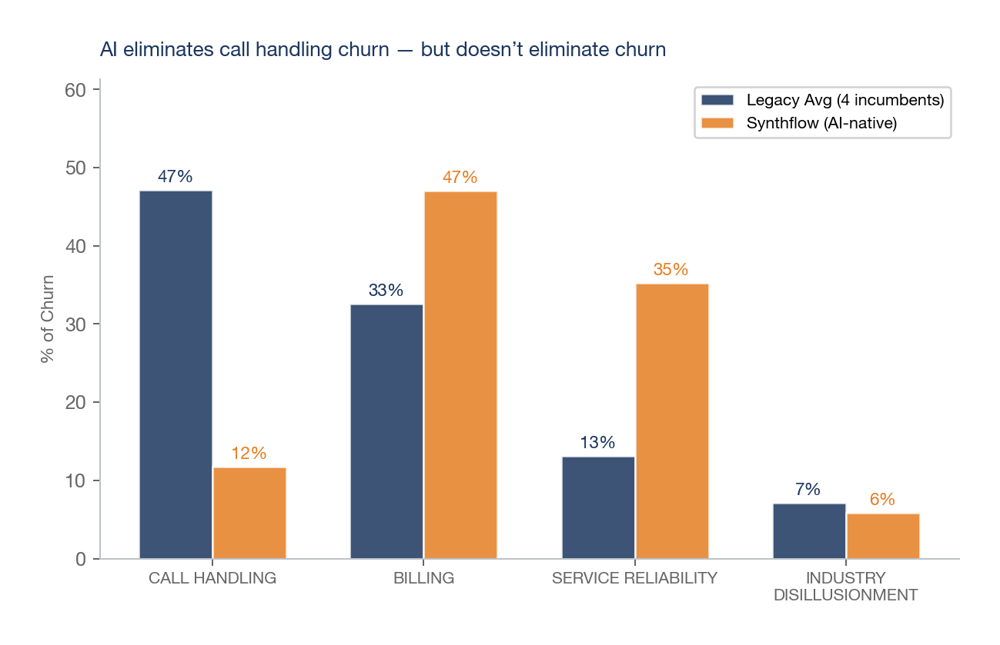 AI eliminates call handling churn — but doesn’t eliminate churn
Legacy Avg (4 incumbents)
Synthflow (AI-native)
% of Churn
60
50
40
30
20
10
0
47%
12%
33%
47%
13%
35%
7%
6%
CALL HANDLING
BILLING
SERVICE RELIABILITY
INDUSTRY
DISILLUSIONMENT